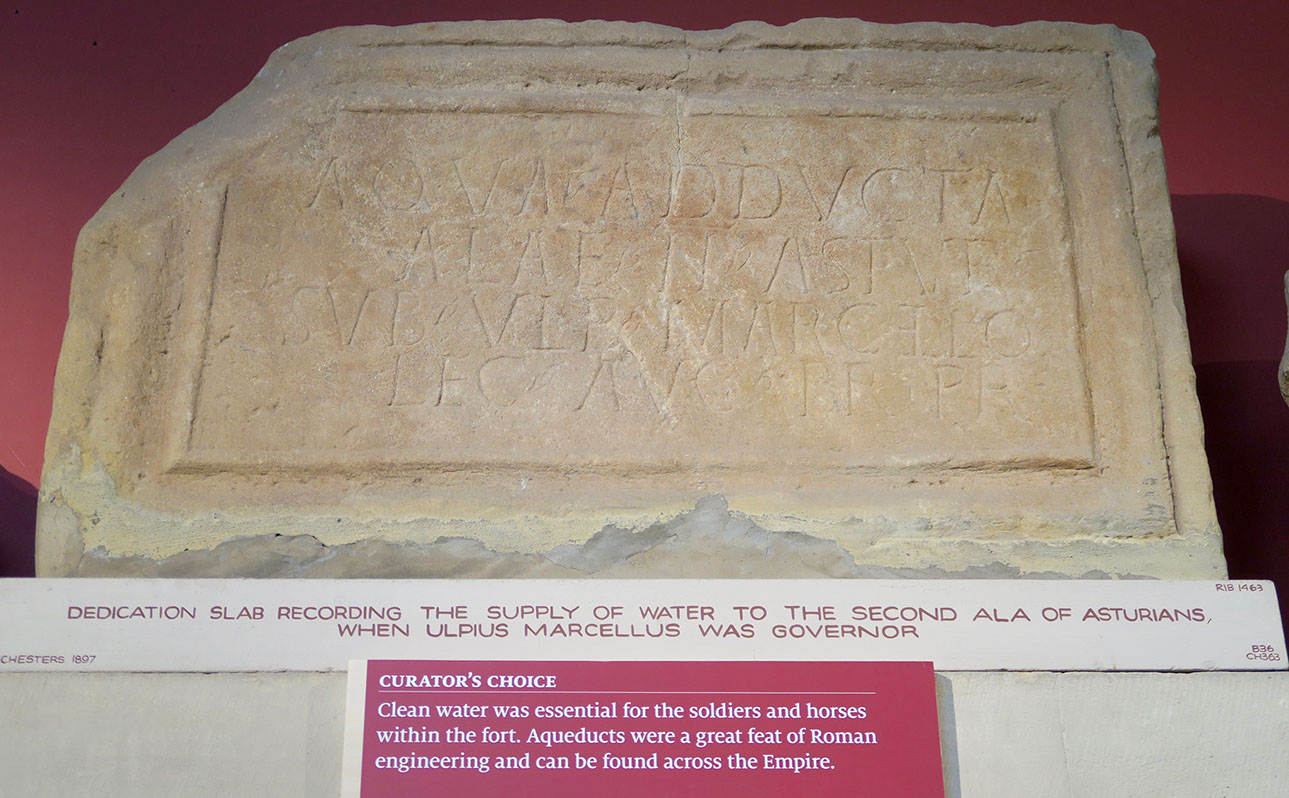 AQVA ADDVCTA
ALAE II ASTVR
SVB VLP MARCELLO
LEG AVG PR PR
RIB 1463
DEDICATION SLAB RECORDING THE SUPPLY OF WATER TO THE SECOND ALA OF ASTURIANS,
WHEN ULPIUS MARCELLUS WAS GOVERNOR
CHESTERS 1897
B36
CH363
CURATOR'S CHOICE
Clean water was essential for the soldiers and horses
within the fort. Aqueducts were a great feat of Roman
engineering and can be found across the Empire.